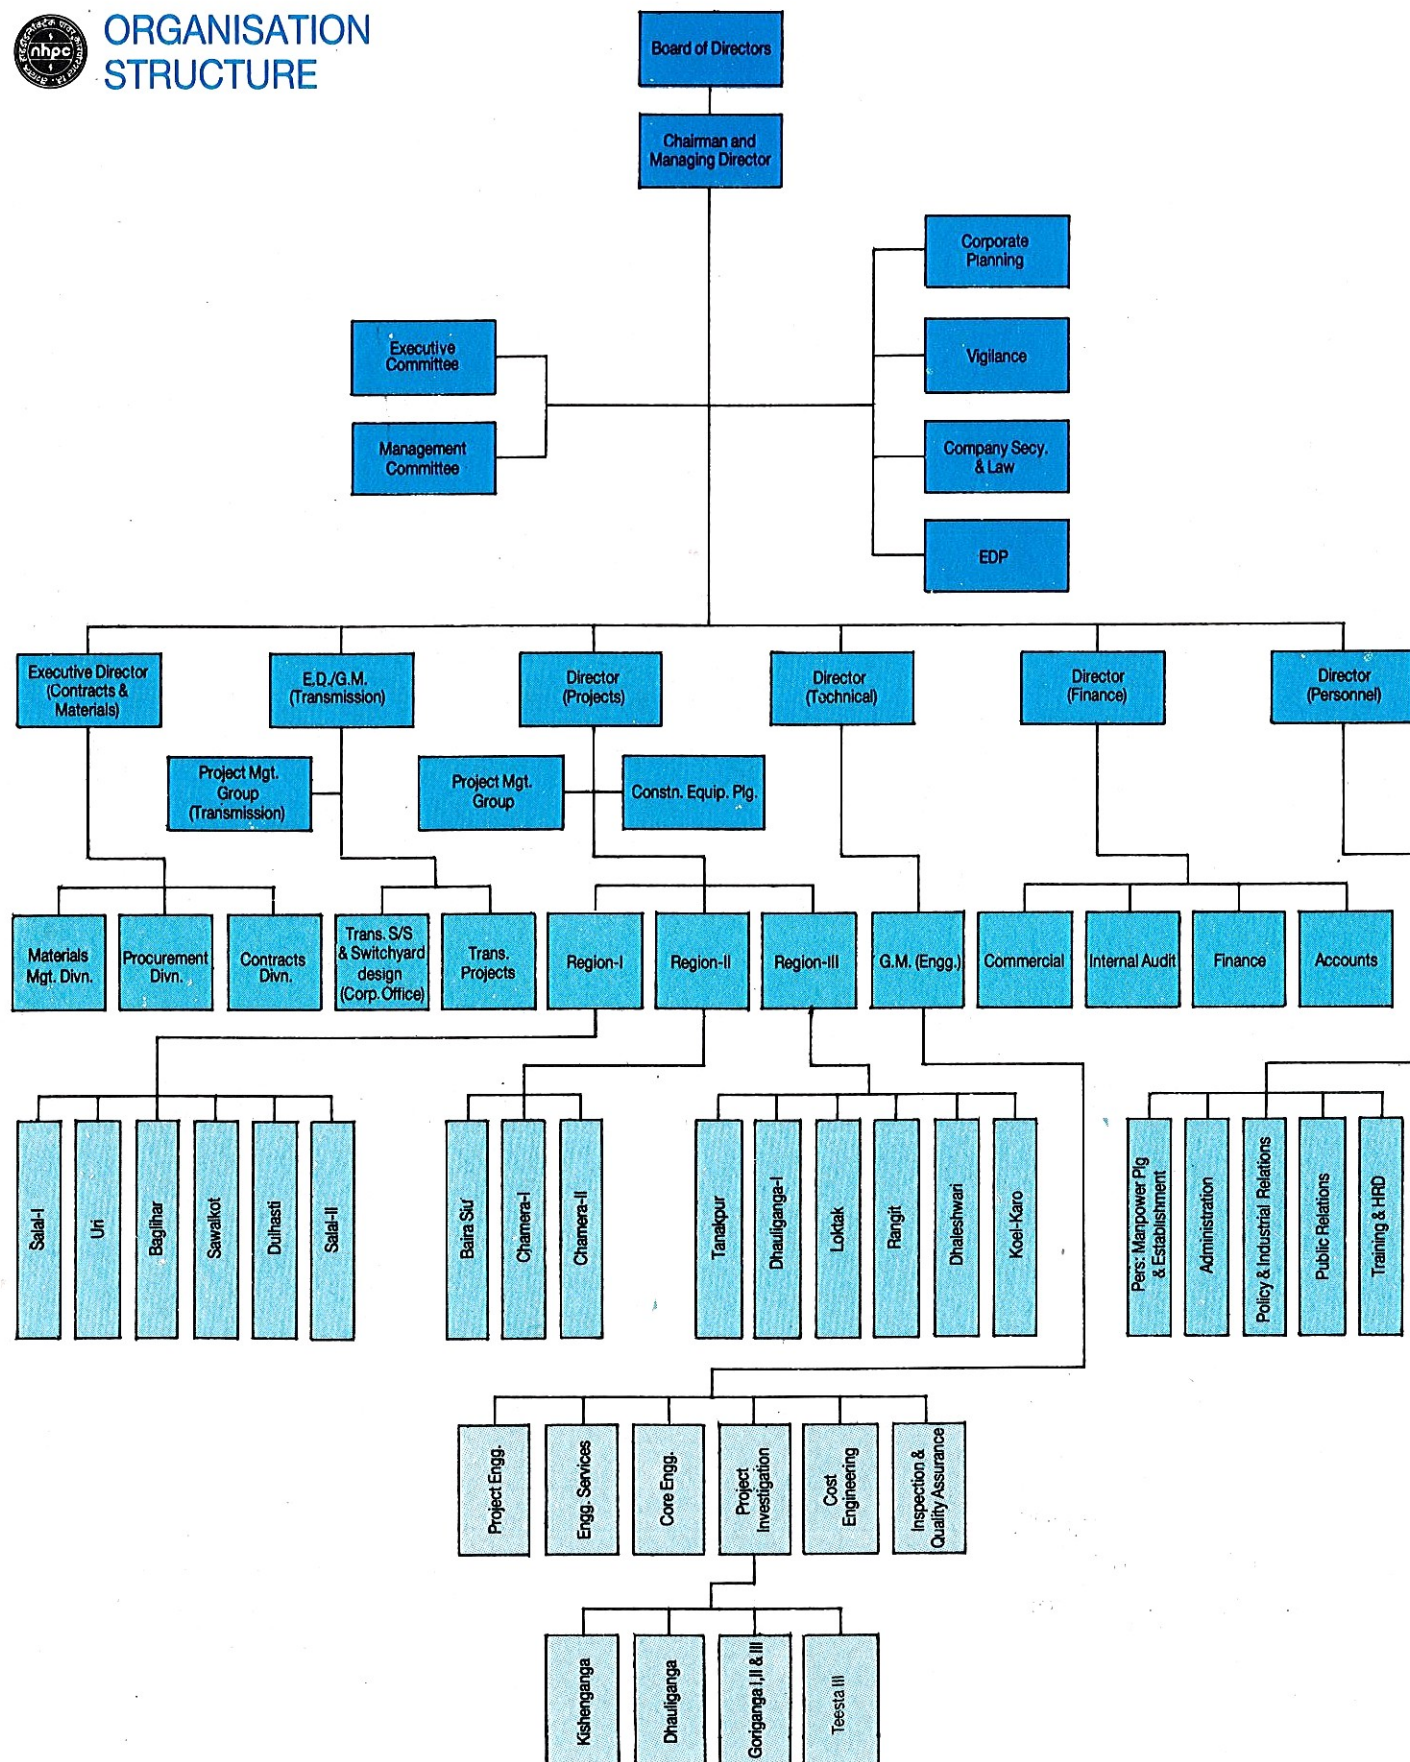 nhpc
ORGANISATION
STRUCTURE
Board of Directors
Chairman and
Managing Director
Corporate
Planning
Executive
Committee
Vigilance
Management
Committee
Company Secy.
& Law
EDP
Executive Director
(Contracts &
Materials)
E.D./G.M.
(Transmission)
Director
(Projects)
Director
(Technical)
Director
(Finance)
Director
(Personnel)
Project Mgt.
Group
(Transmission)
Project Mgt.
Group
Constn. Equip. Plg.
Materials
Mgt. Divn.
Procurement
Divn.
Contracts
Divn.
Trans. S/S
& Switchyard
design
(Corp. Office)
Trans.
Projects
Region-I
Region-II
Region-III
G.M. (Engg.)
Commercial
Internal Audit
Finance
Accounts
Salal-I
Uri
Baglihar
Sawalkot
Dulhasti
Salal-II
Baira Siul
Chamera-I
Chamera-II
Tanakpur
Dhauliganga-I
Loktak
Rangit
Dhaleshwari
Koel-Karo
Pers: Manpower Plg
& Establishment
Administration
Policy & Industrial Relations
Public Relations
Training & HRD
Project Engg.
Engg. Services
Core Engg.
Project
Investigation
Cost
Engineering
Inspection &
Quality Assurance
Kishenganga
Dhauliganga
Goriganga I,II & III
Teesta III